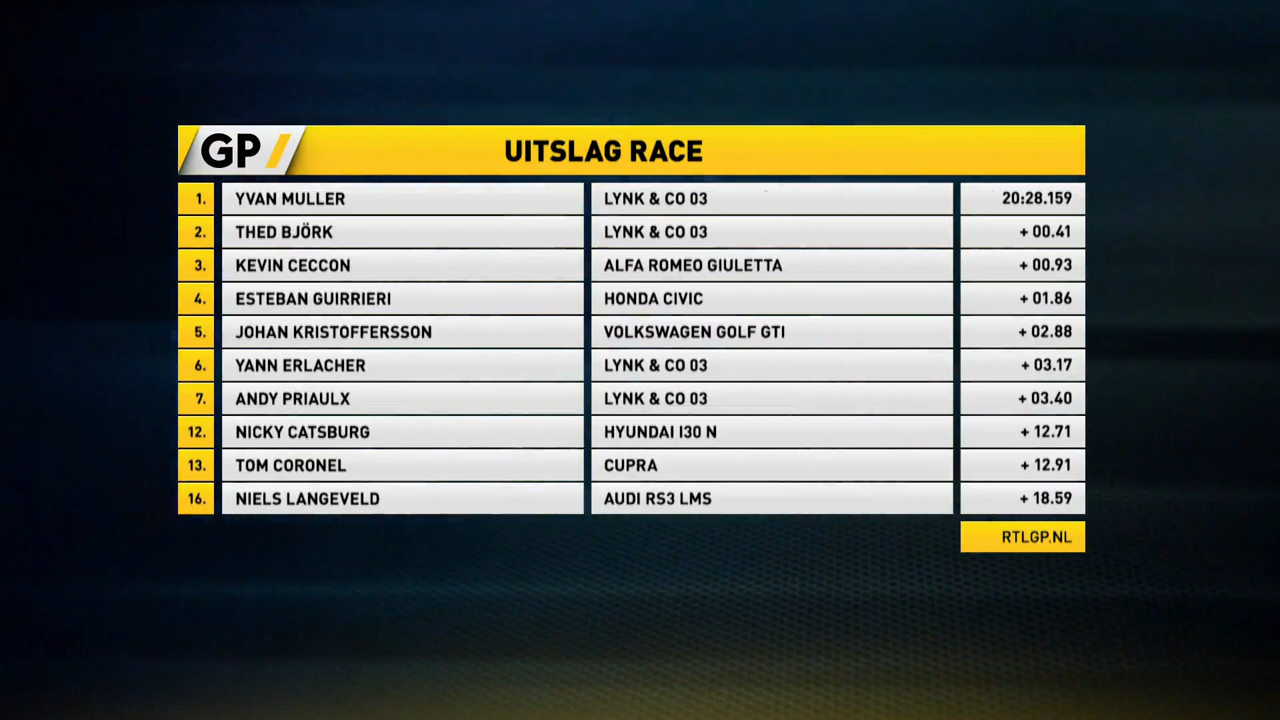 GP UITSLAG RACE
1. YVAN MULLER LYNK & CO 03 20:28.159
2. THED BJÖRK LYNK & CO 03 + 00.41
3. KEVIN CECCON ALFA ROMEO GIULETTA + 00.93
4. ESTEBAN GUIRRIERI HONDA CIVIC + 01.86
5. JOHAN KRISTOFFERSSON VOLKSWAGEN GOLF GTI + 02.88
6. YANN ERLACHER LYNK & CO 03 + 03.17
7. ANDY PRIAULX LYNK & CO 03 + 03.40
12. NICKY CATSBURG HYUNDAI I30 N + 12.71
13. TOM CORONEL CUPRA + 12.91
16. NIELS LANGEVELD AUDI RS3 LMS + 18.59
RTLGP.NL